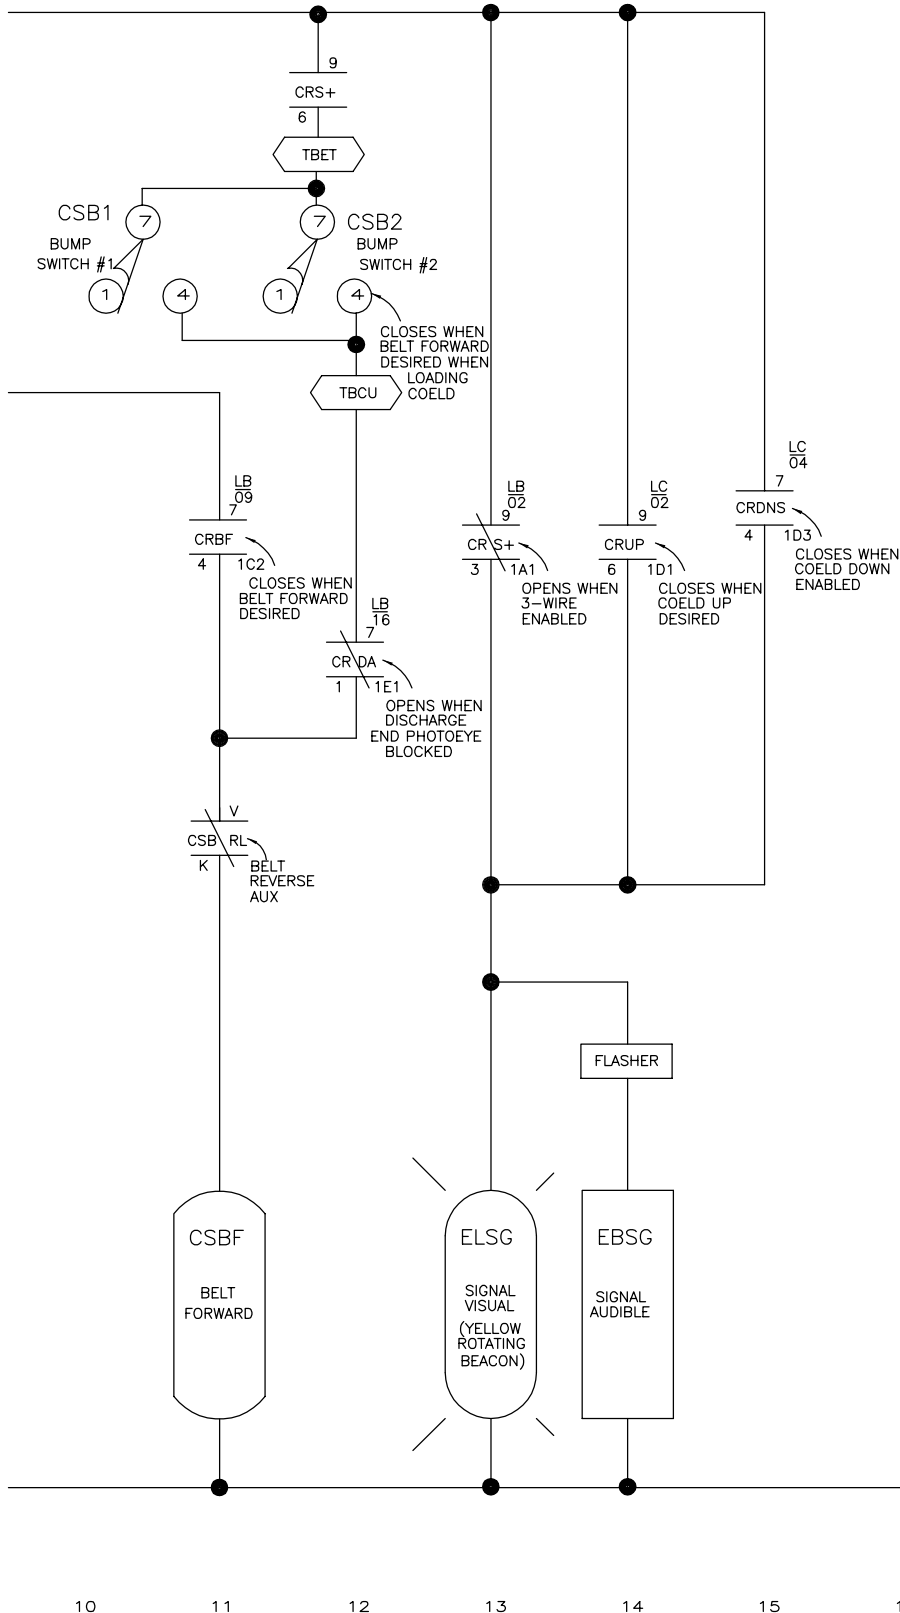 9
CRS+
6
TBET
CSB1
7
7
CSB2
BUMP
SWITCH #1
BUMP
SWITCH #2
1
4
1
4
CLOSES WHEN
BELT FORWARD
DESIRED WHEN
LOADING
COELD
TBCU
LB
09
7
CRBF
4
1C2
CLOSES WHEN
BELT FORWARD
DESIRED
LB
16
7
CR DA
1
1E1
OPENS WHEN
DISCHARGE
END PHOTOEYE
BLOCKED
LB
02
9
CR S+
3
1A1
OPENS WHEN
3-WIRE
ENABLED
LC
02
9
CRUP
6
1D1
CLOSES WHEN
COELD UP
DESIRED
LC
04
7
CRDNS
4
1D3
CLOSES WHEN
COELD DOWN
ENABLED
V
CSB RL
K
BELT
REVERSE
AUX
FLASHER
CSBF
BELT
FORWARD
ELSG
SIGNAL
VISUAL
(YELLOW
ROTATING
BEACON)
EBSG
SIGNAL
AUDIBLE
10
11
12
13
14
15